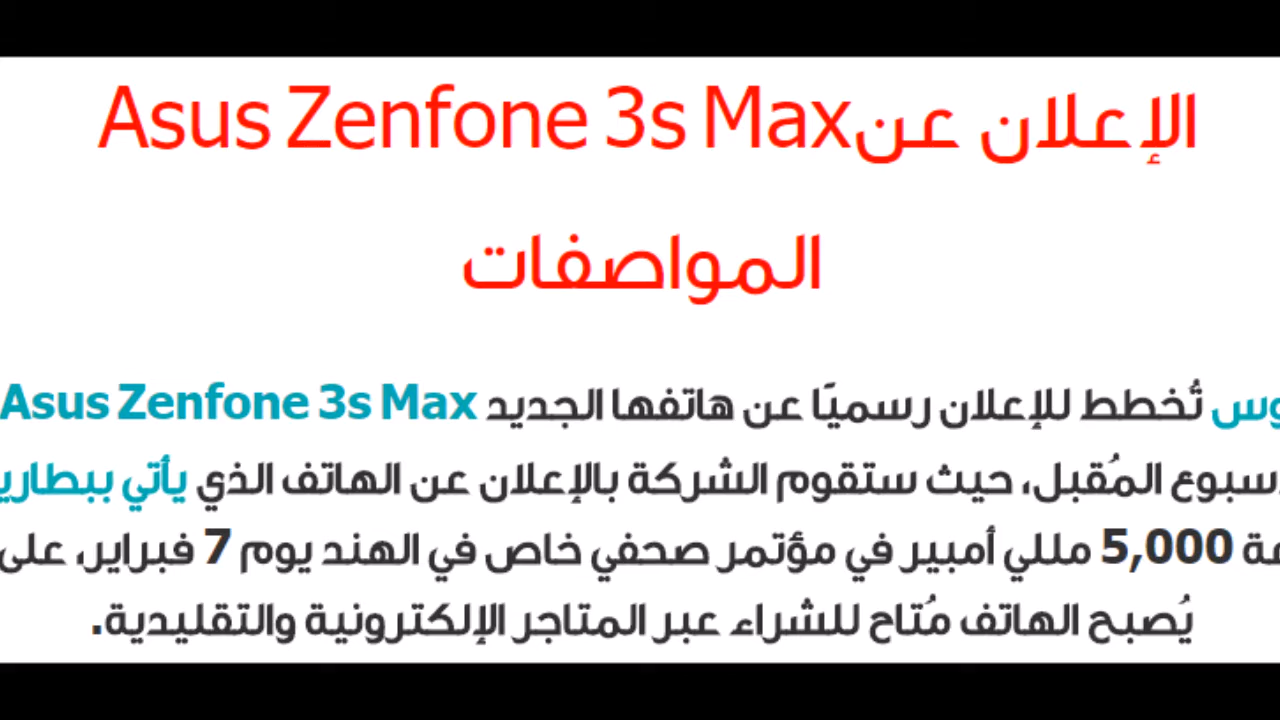 الإعلان عن Asus Zenfone 3s Max
المواصفات
تُخطط للإعلان رسميًا عن هاتفها الجديد Asus Zenfone 3s Max
المُقبل، حيث ستقوم الشركة بالإعلان عن الهاتف الذي يأتي
5,000 مللي أمبير في مؤتمر صحفي خاص في الهند يوم 7 فبراير، على
يُصبح الهاتف مُتاح للشراء عبر المتاجر الإلكترونية والتقليدية.